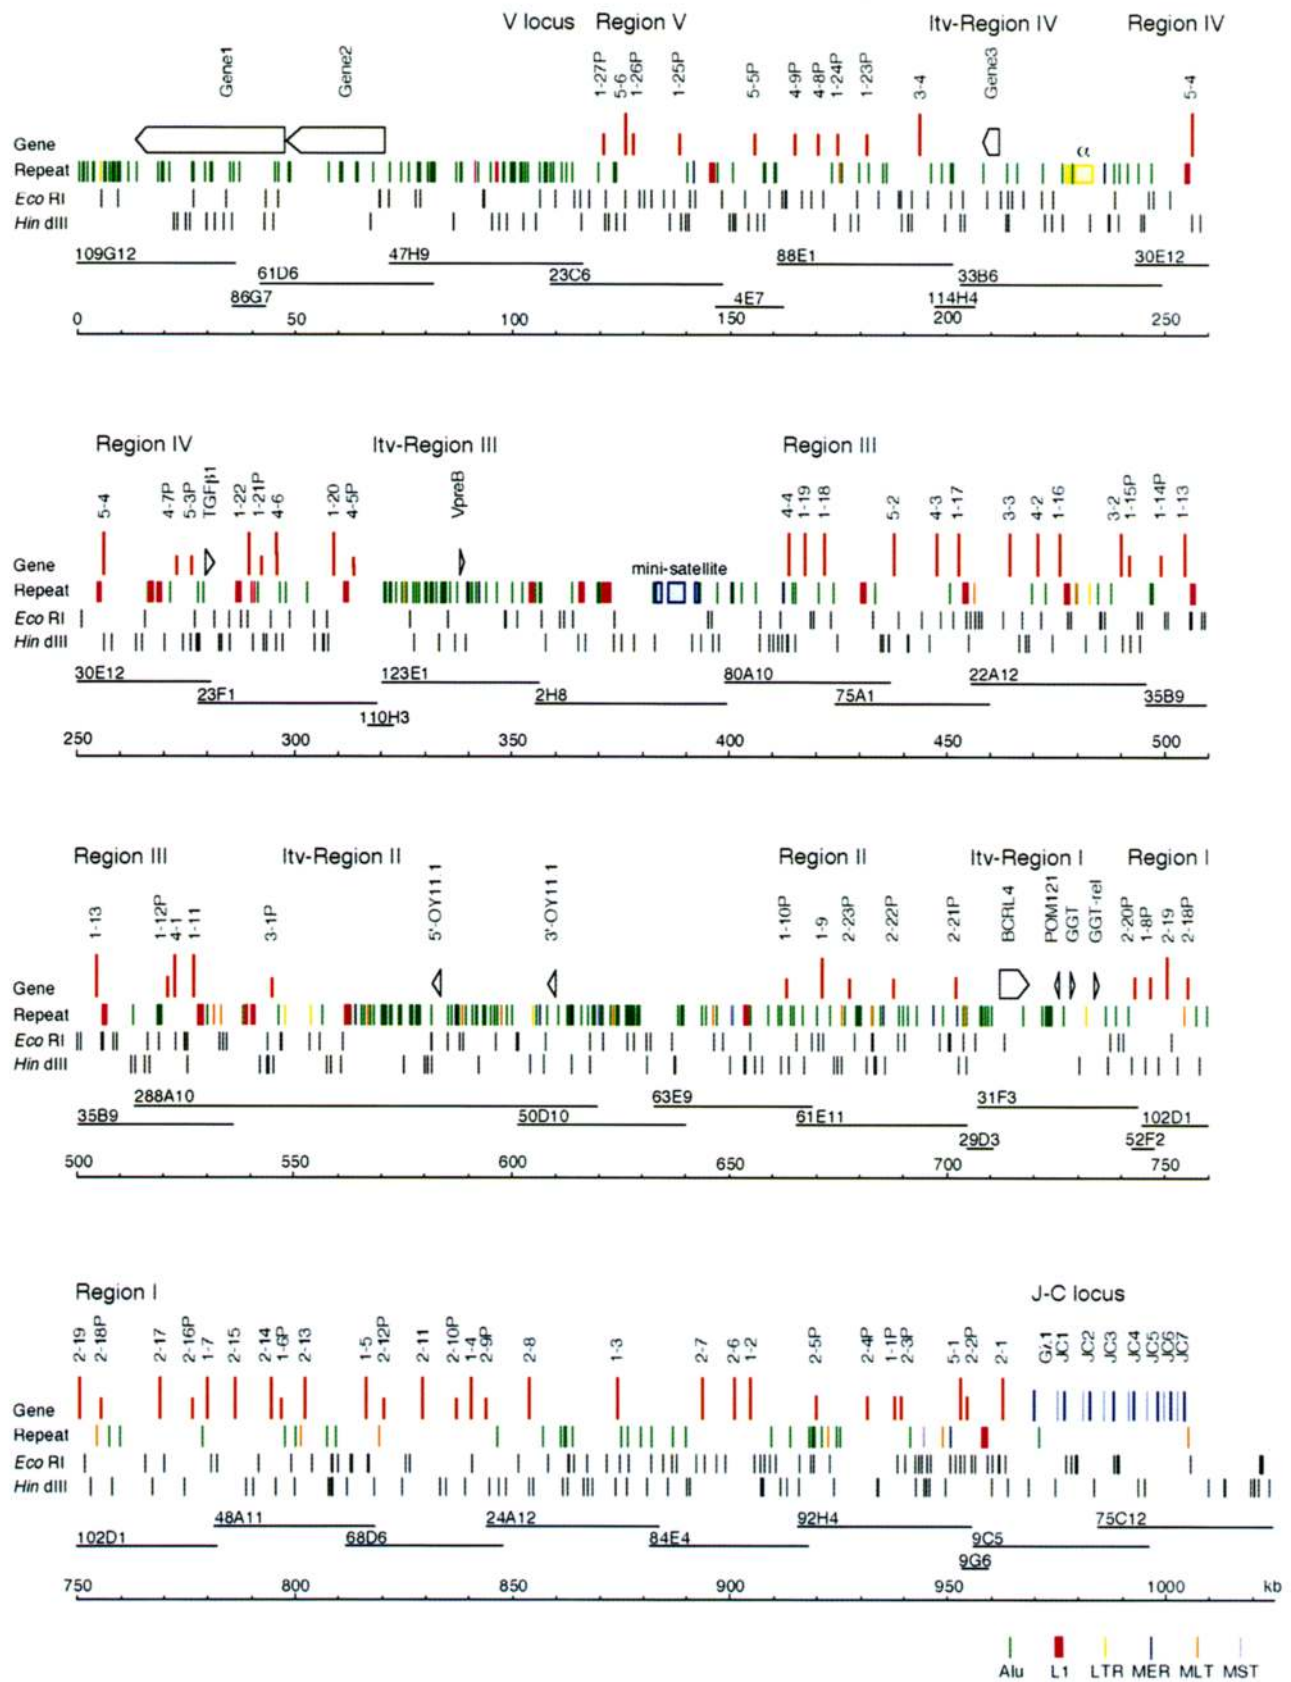 V locus Region V Itv-Region IV Region IV
Gene1 Gene2 1-27P 5-6 1-26P 1-25P 5-5P 4-9P 4-8P 1-24P 1-23P 3-4 Gene3 5-4
Gene
Repeat α
Eco RI
Hin dIII
109G12 47H9 88E1 30E12
61D6 23C6 33B6
86G7 4E7 114H4
0 50 100 150 200 250
Region IV Itv-Region III Region III
5-4 4-7P 5-3P TGFβ1 1-22 1-21P 4-6 1-20 4-5P VpreB 4-4 1-19 1-18 5-2 4-3 1-17 3-3 4-2 1-16 3-2 1-15P 1-14P 1-13
Gene
mini-satellite
Repeat
Eco RI
Hin dIII
30E12 123E1 80A10 22A12
23F1 2H8 75A1 35B9
110H3
250 300 350 400 450 500
Region III Itv-Region II Region II Itv-Region I Region I
1-13 1-12P 4-1 1-11 3-1P 5'-OY11.1 3'-OY11.1 1-10P 1-9 2-23P 2-22P 2-21P BCRL4 POM121 GGT GGT-rel 2-20P 1-8P 2-19 2-18P
Gene
Repeat
Eco RI
Hin dIII
288A10 63E9 31F3
35B9 50D10 61E11 102D1
29D3 52F2
500 550 600 650 700 750
Region I J-C locus
2-19 2-18P 2-17 2-16P 1-7 2-15 2-14 1-6P 2-13 1-5 2-12P 2-11 2-10P 1-4 2-9P 2-8 1-3 2-7 2-6 1-2 2-5P 2-4P 1-1P 2-3P 5-1 2-2P 2-1 Gλ1 JC1 JC2 JC3 JC4 JC5 JC6 JC7
Gene
Repeat
Eco RI
Hin dIII
48A11 24A12 92H4 75C12
102D1 68D6 84E4 9C5
9G6
750 800 850 900 950 1000 kb
Alu L1 LTR MER MLT MST